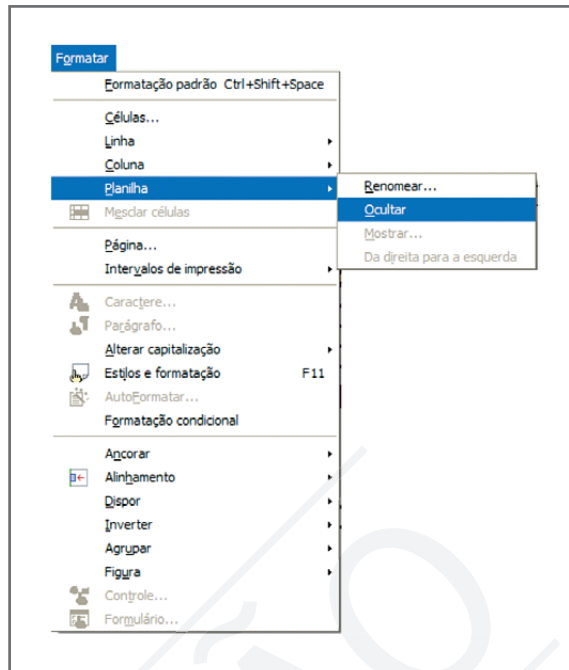 Formatar
Formatação padrão Ctrl+Shift+Space
Células...
Linha
Coluna
Planilha
Renomear...
Ocultar
Mostrar...
Da direita para a esquerda
Mesclar células
Página...
Intervalos de impressão
Caractere...
Parágrafo...
Alterar capitalização
Estilos e formatação F11
AutoFormatar...
Formatação condicional
Ancorar
Alinhamento
Dispor
Inverter
Agrupar
Figura
Controle...
Formulário...